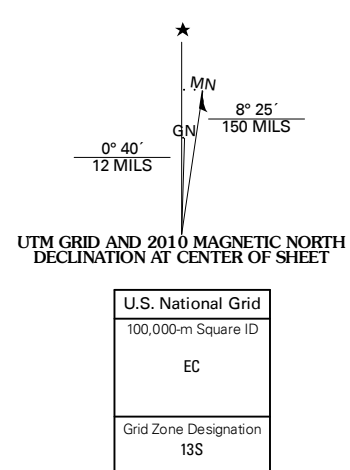 ★
MN
8° 25´
150 MILS
GN
0° 40´
12 MILS
UTM GRID AND 2010 MAGNETIC NORTH
DECLINATION AT CENTER OF SHEET
U.S. National Grid
100,000-m Square ID
EC
Grid Zone Designation
13S